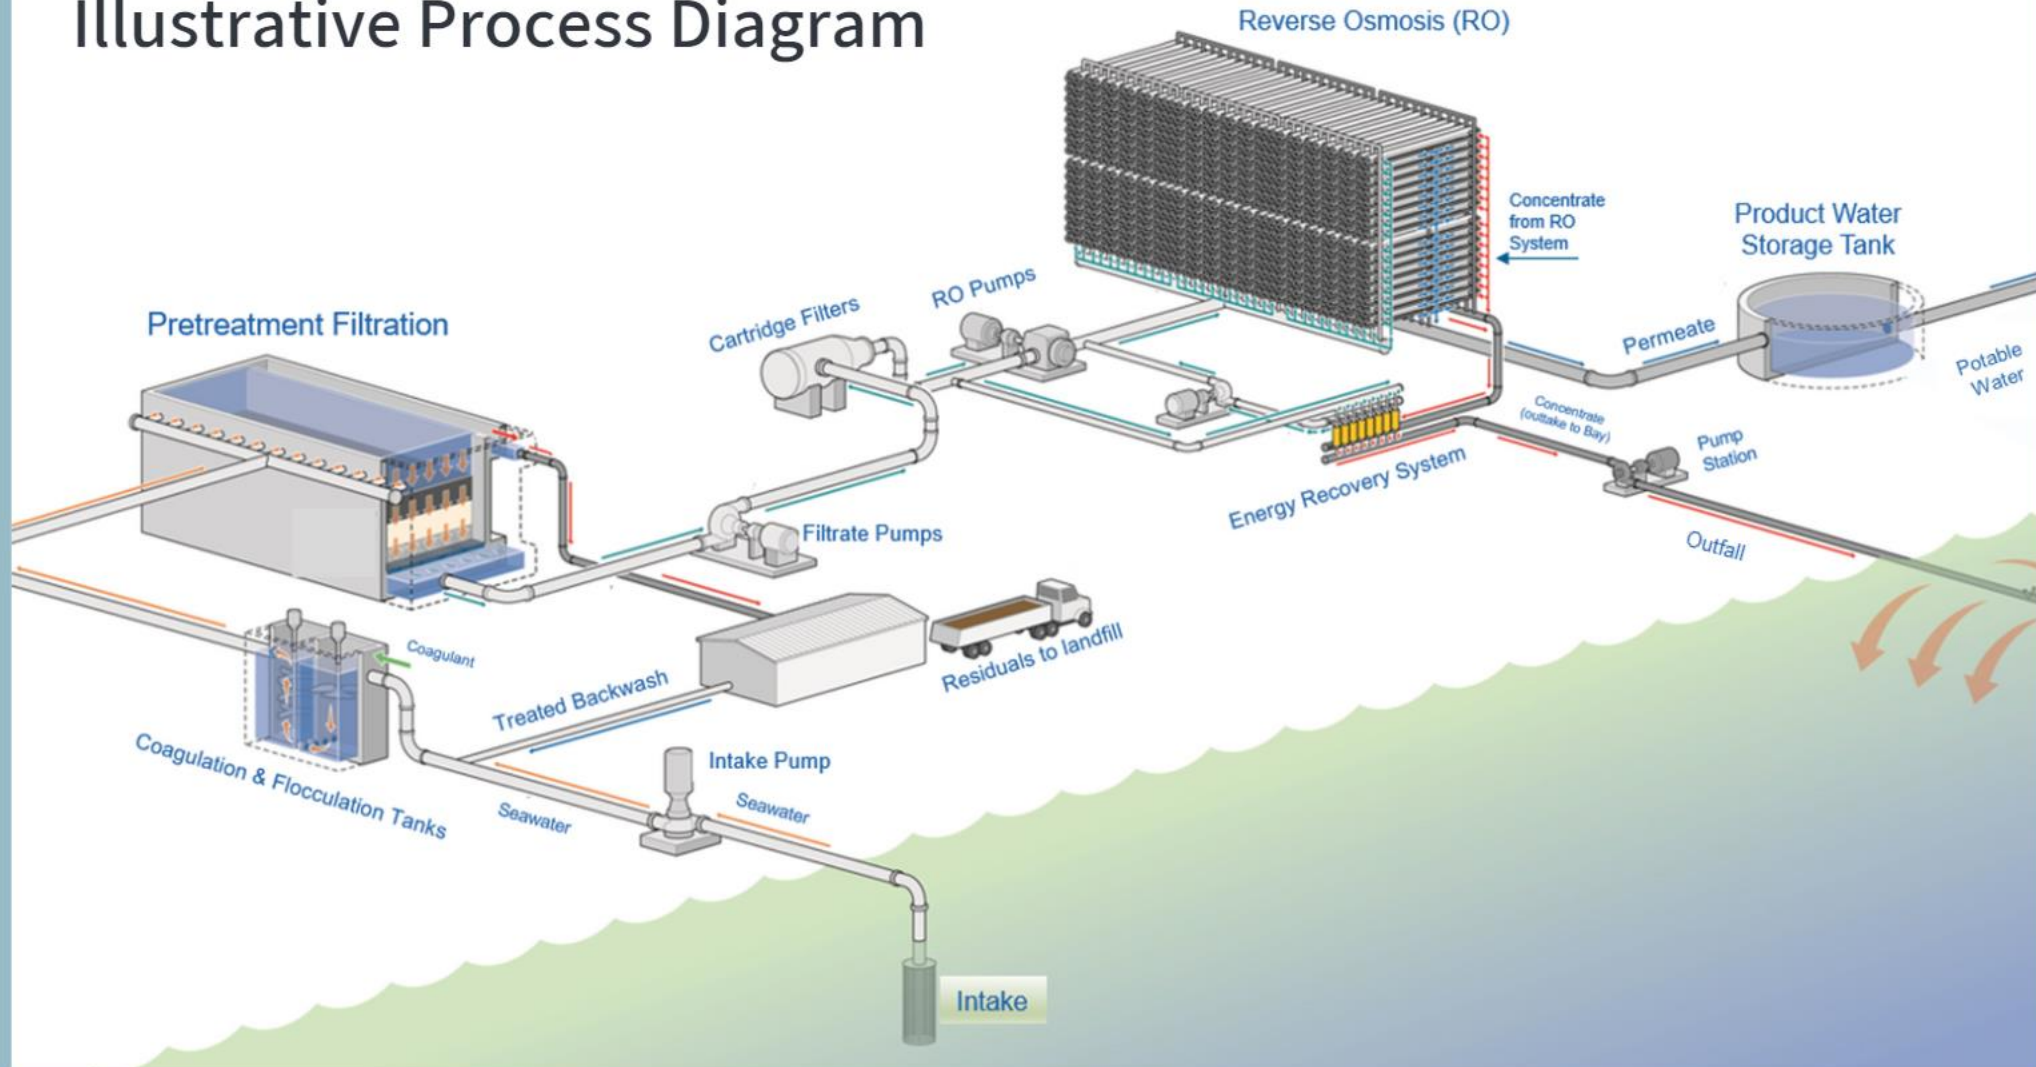 Illustrative Process Diagram
Reverse Osmosis (RO)
Concentrate
from RO
System
Product Water
Storage Tank
RO Pumps
Cartridge Filters
Pretreatment Filtration
Permeate
Potable
Water
Concentrate
(outtake to Bay)
Pump
Station
Energy Recovery System
Filtrate Pumps
Outfall
Coagulant
Residuals to landfill
Treated Backwash
Coagulation & Flocculation Tanks
Intake Pump
Seawater
Seawater
Intake